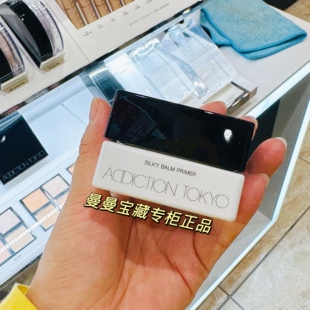 SILKY BALM PRIMER
ADDICTION TOKYO
曼曼宝藏专柜正品
ADDICTION TOKYO